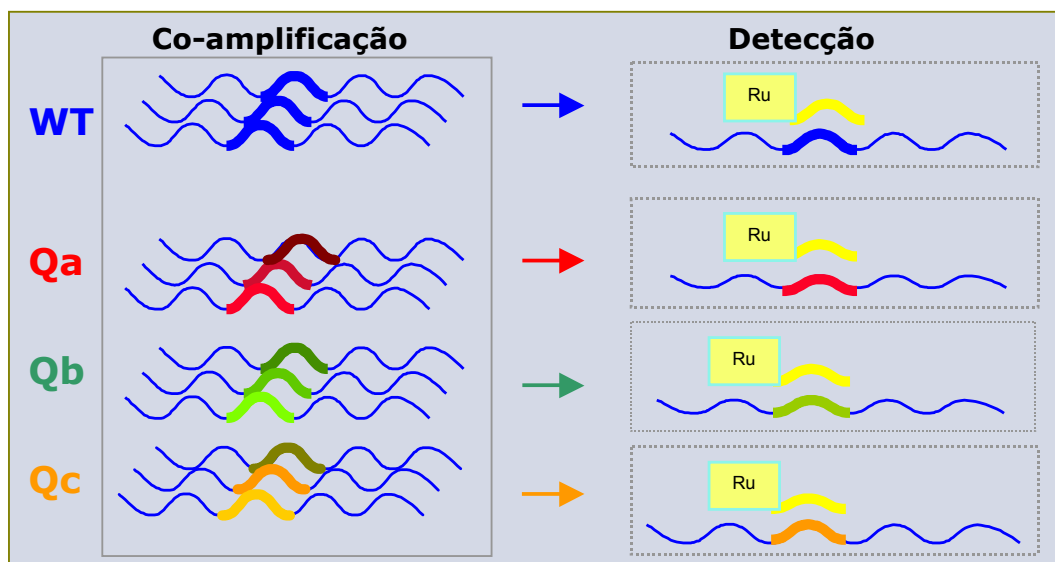 Co-amplificação
Detecção
WT
Ru
Qa
Ru
Qb
Ru
Qc
Ru